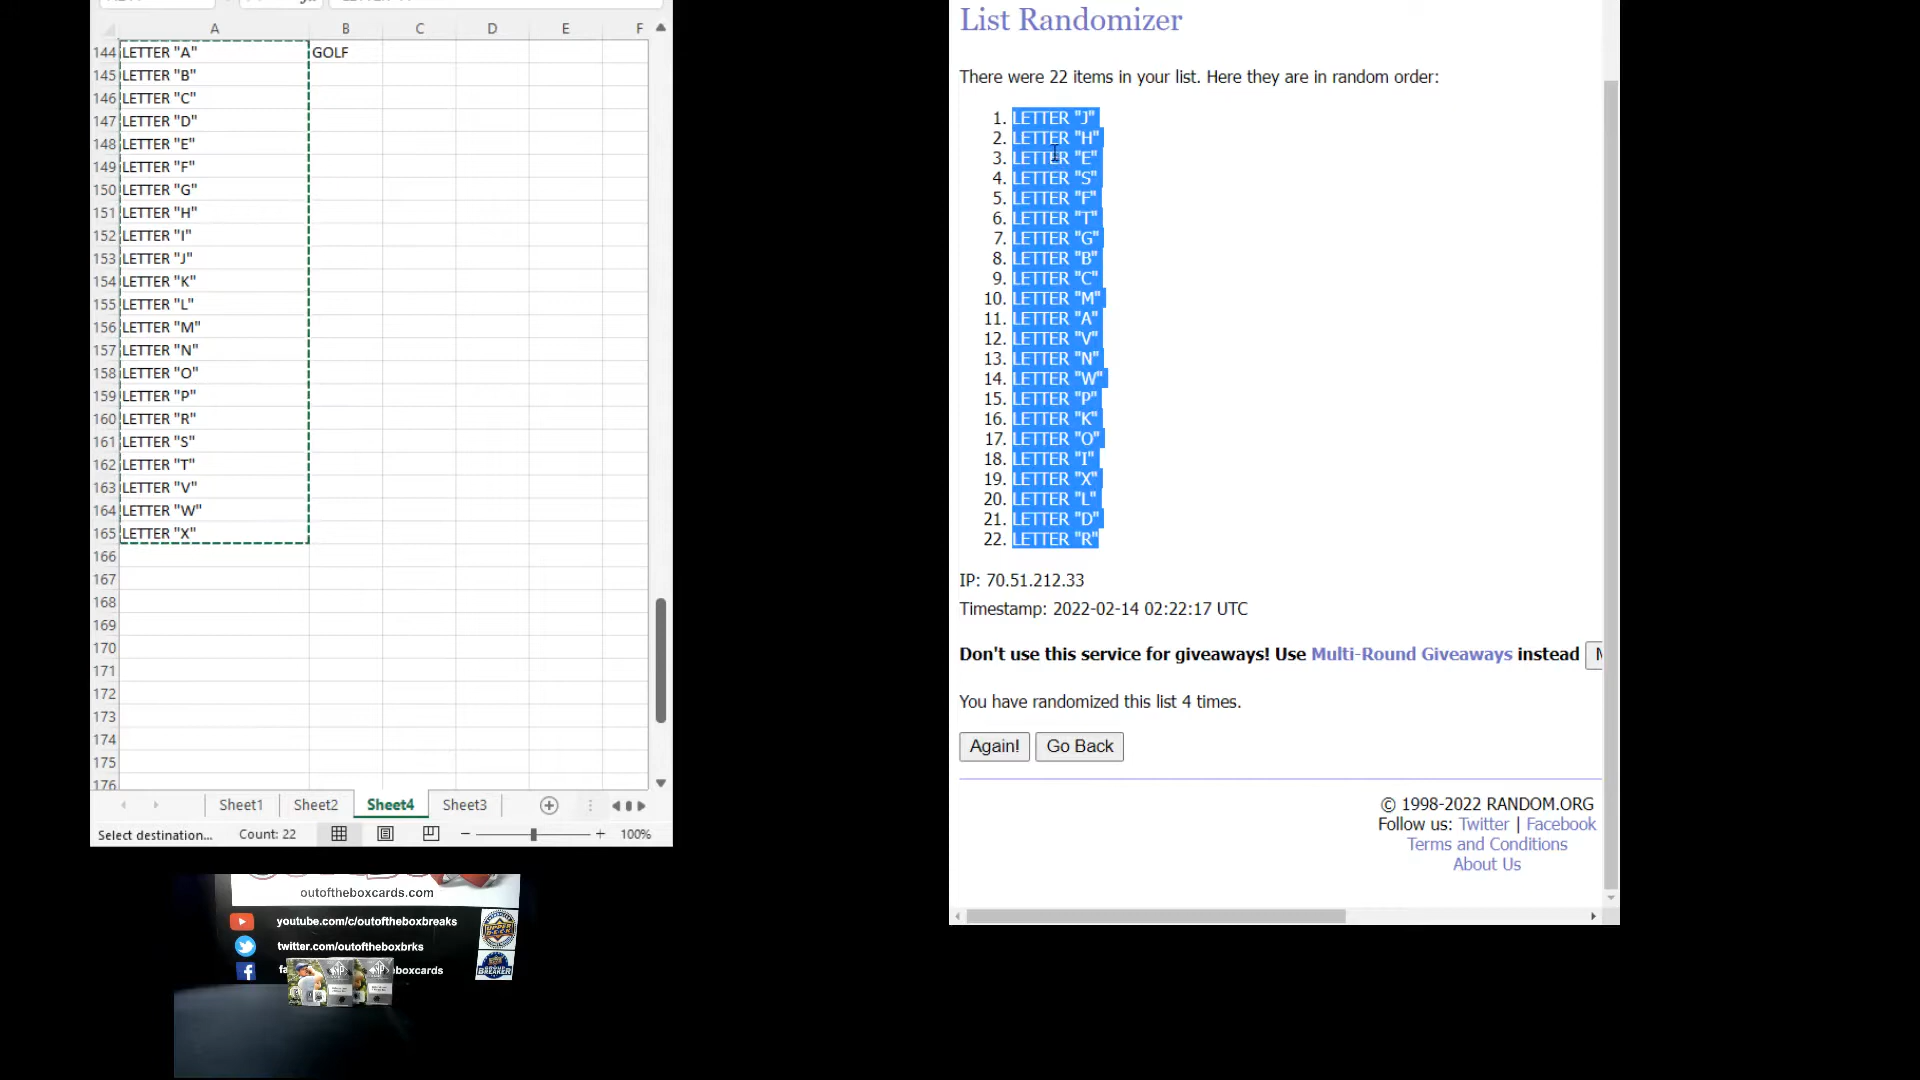 A B C D E F
144 LETTER "A" GOLF
145 LETTER "B"
146 LETTER "C"
147 LETTER "D"
148 LETTER "E"
149 LETTER "F"
150 LETTER "G"
151 LETTER "H"
152 LETTER "I"
153 LETTER "J"
154 LETTER "K"
155 LETTER "L"
156 LETTER "M"
157 LETTER "N"
158 LETTER "O"
159 LETTER "P"
160 LETTER "R"
161 LETTER "S"
162 LETTER "T"
163 LETTER "V"
164 LETTER "W"
165 LETTER "X"
166
167
168
169
170
171
172
173
174
175
176
Sheet1 Sheet2 Sheet4 Sheet3
Select destination... Count: 22 100%
outoftheboxcards.com
youtube.com/c/outoftheboxbreaks
twitter.com/outoftheboxbrks
boxcards
List Randomizer
There were 22 items in your list. Here they are in random order:
1. LETTER "J"
2. LETTER "H"
3. LETTER "E"
4. LETTER "S"
5. LETTER "F"
6. LETTER "T"
7. LETTER "G"
8. LETTER "B"
9. LETTER "C"
10. LETTER "M"
11. LETTER "A"
12. LETTER "V"
13. LETTER "N"
14. LETTER "W"
15. LETTER "P"
16. LETTER "K"
17. LETTER "O"
18. LETTER "I"
19. LETTER "X"
20. LETTER "L"
21. LETTER "D"
22. LETTER "R"
IP: 70.51.212.33
Timestamp: 2022-02-14 02:22:17 UTC
Don't use this service for giveaways! Use Multi-Round Giveaways instead
You have randomized this list 4 times.
Again! Go Back
© 1998-2022 RANDOM.ORG
Follow us: Twitter | Facebook
Terms and Conditions
About Us